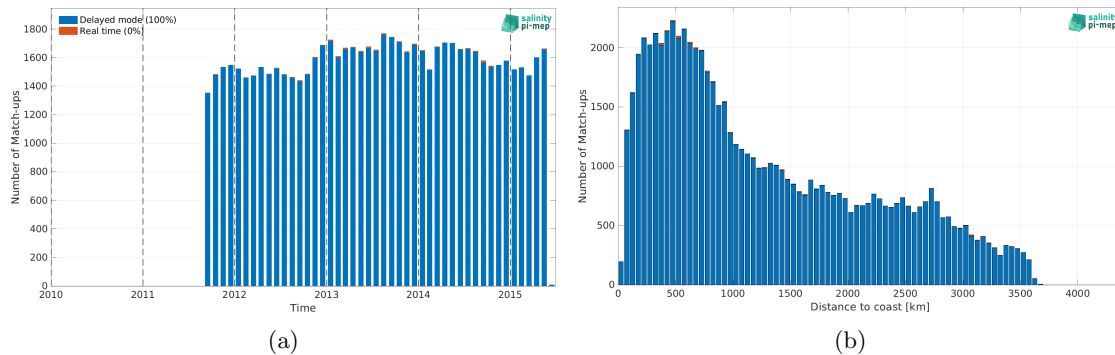 Delayed mode (100%)
Real time (0%)
salinity
pi-mep
Number of Match-ups
1800
1600
1400
1200
1000
800
600
400
200
0
2010
2011
2012
2013
2014
2015
Time
(a)
salinity
pi-mep
Number of Match-ups
2000
1500
1000
500
0
0
500
1000
1500
2000
2500
3000
3500
4000
Distance to coast [km]
(b)